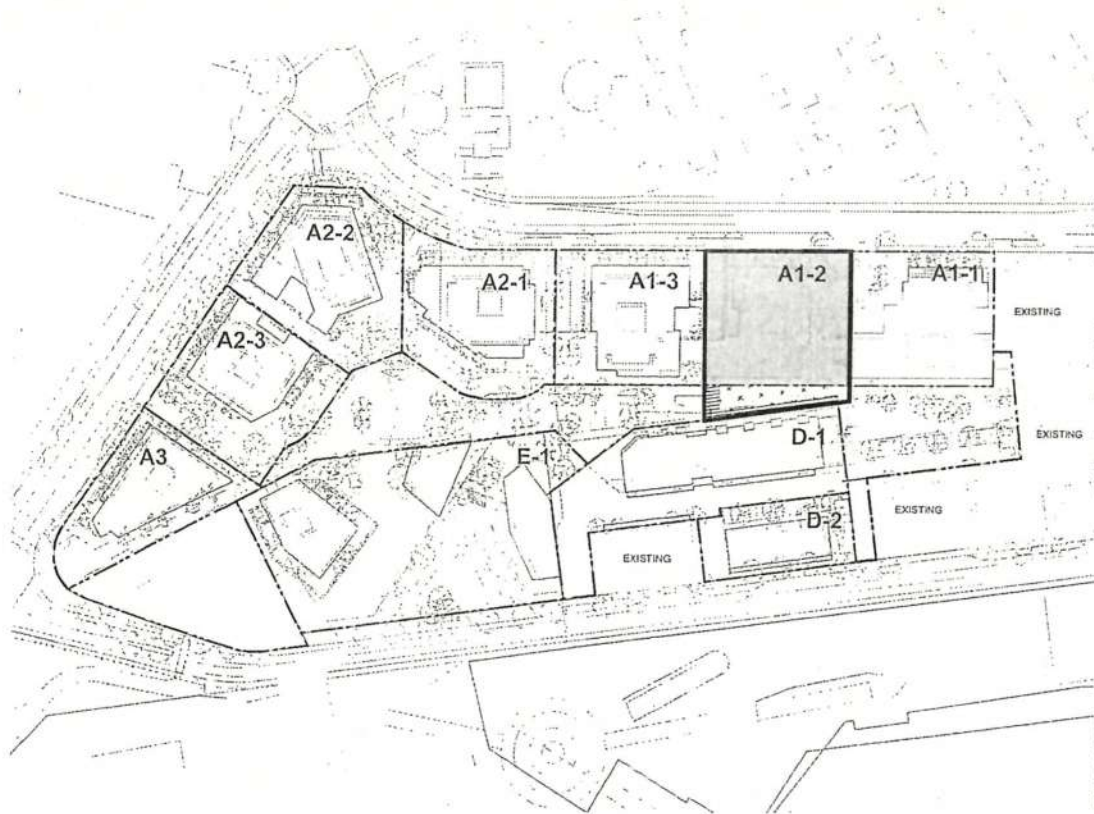 A2-2
A2-1
A1-3
A1-2
A1-1
EXISTING
A2-3
A3
E-1
D-1
EXISTING
D-2
EXISTING
EXISTING